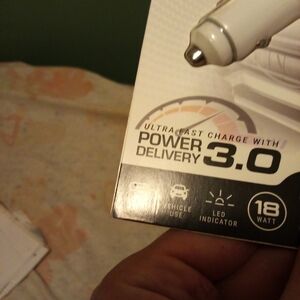 ULTRA FAST CHARGE WITH
POWER
DELIVERY 3.0
VEHICLE
USE
LED
INDICATOR
18
WATT